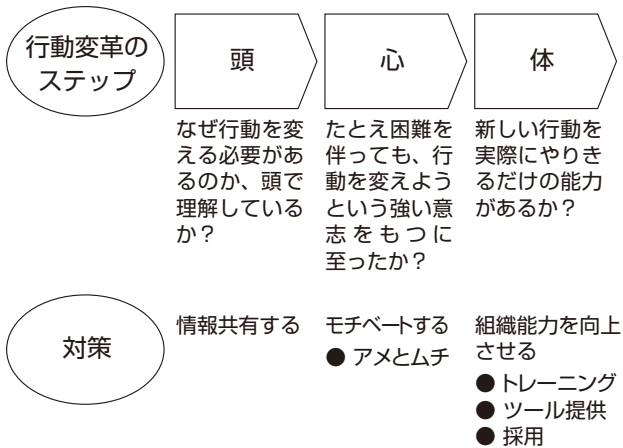 行動変革の
ステップ
頭
心
体
なぜ行動を変
える必要があ
るのか、頭で
理解している
か？
たとえ困難を
伴っても、行
動を変えよう
という強い意
志をもつに
至ったか？
新しい行動を
実際にやりき
るだけの能力
があるか？
対策
情報共有する
モチベートする
● アメとムチ
組織能力を向上
させる
● トレーニング
● ツール提供
● 採用